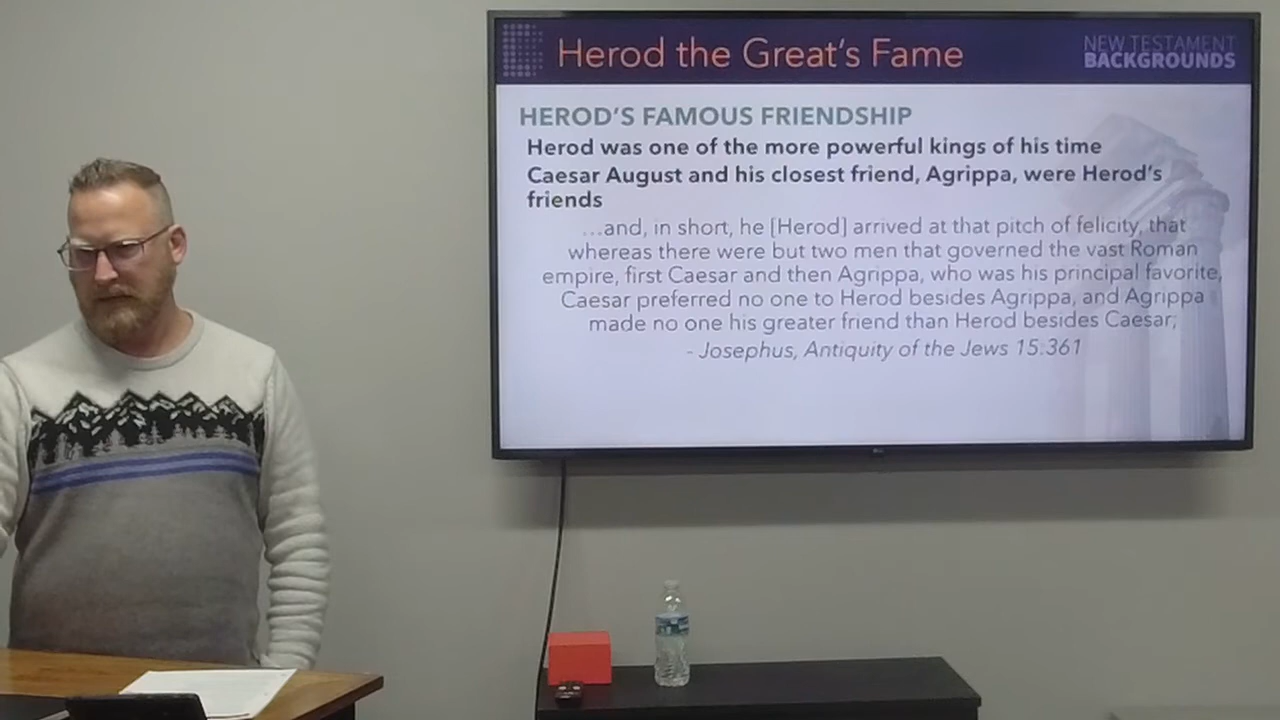 Herod the Great's Fame
NEW TESTAMENT
BACKGROUNDS
HEROD'S FAMOUS FRIENDSHIP
Herod was one of the more powerful kings of his time
Caesar August and his closest friend, Agrippa, were Herod's
friends
...and, in short, he [Herod] arrived at that pitch of felicity, that
whereas there were but two men that governed the vast Roman
empire, first Caesar and then Agrippa, who was his principal favorite,
Caesar preferred no one to Herod besides Agrippa, and Agrippa
made no one his greater friend than Herod besides Caesar;
- Josephus, Antiquity of the Jews 15:361